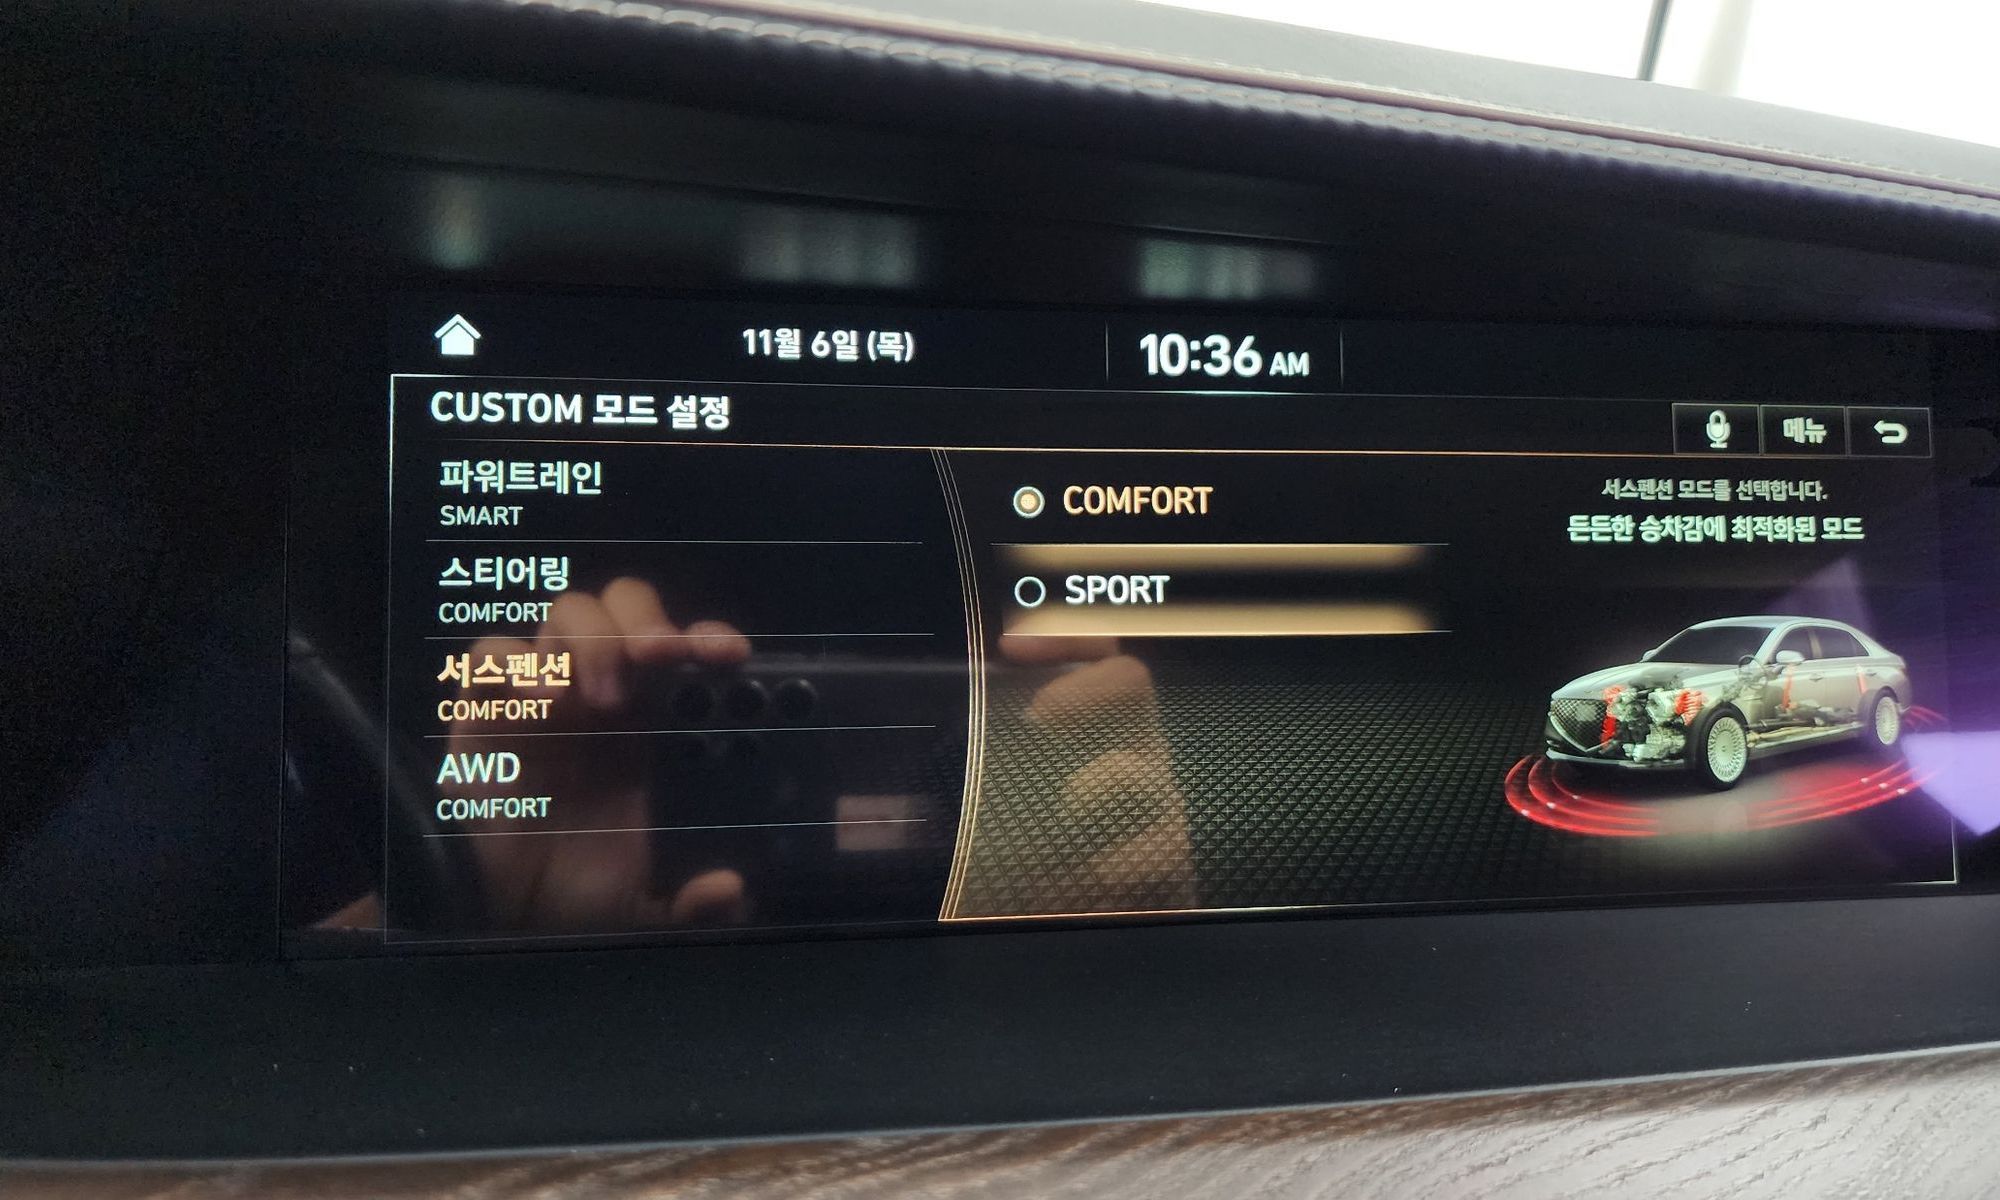 11월 6일 (목)
10:36 AM
CUSTOM 모드 설정
메뉴
파워트레인
SMART
스티어링
COMFORT
서스펜션
COMFORT
AWD
COMFORT
COMFORT
SPORT
서스펜션 모드를 선택합니다.
든든한 승차감에 최적화된 모드